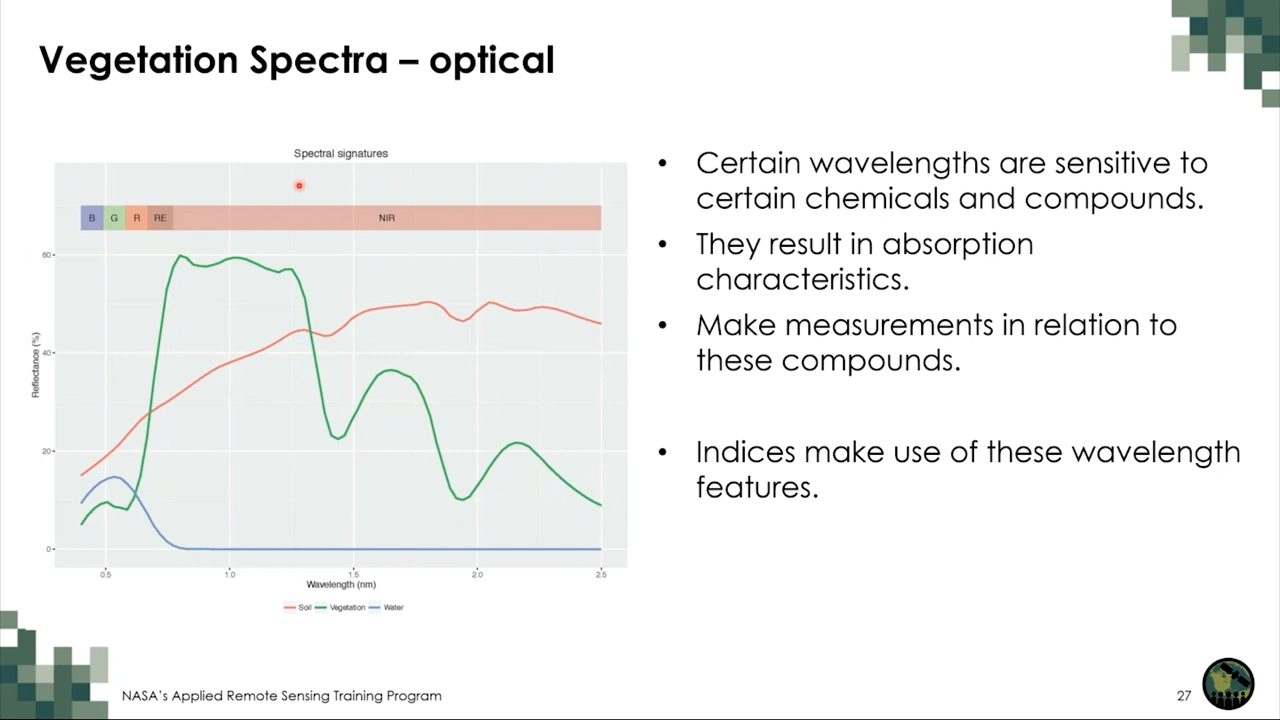 Vegetation Spectra – optical
Spectral signatures
B G R RE NIR
60
40
20
0
Reflectance (%)
0.5 1.0 1.5 2.0 2.5
Wavelength (nm)
Soil Vegetation Water
• Certain wavelengths are sensitive to
certain chemicals and compounds.
• They result in absorption
characteristics.
• Make measurements in relation to
these compounds.
• Indices make use of these wavelength
features.
NASA's Applied Remote Sensing Training Program
27